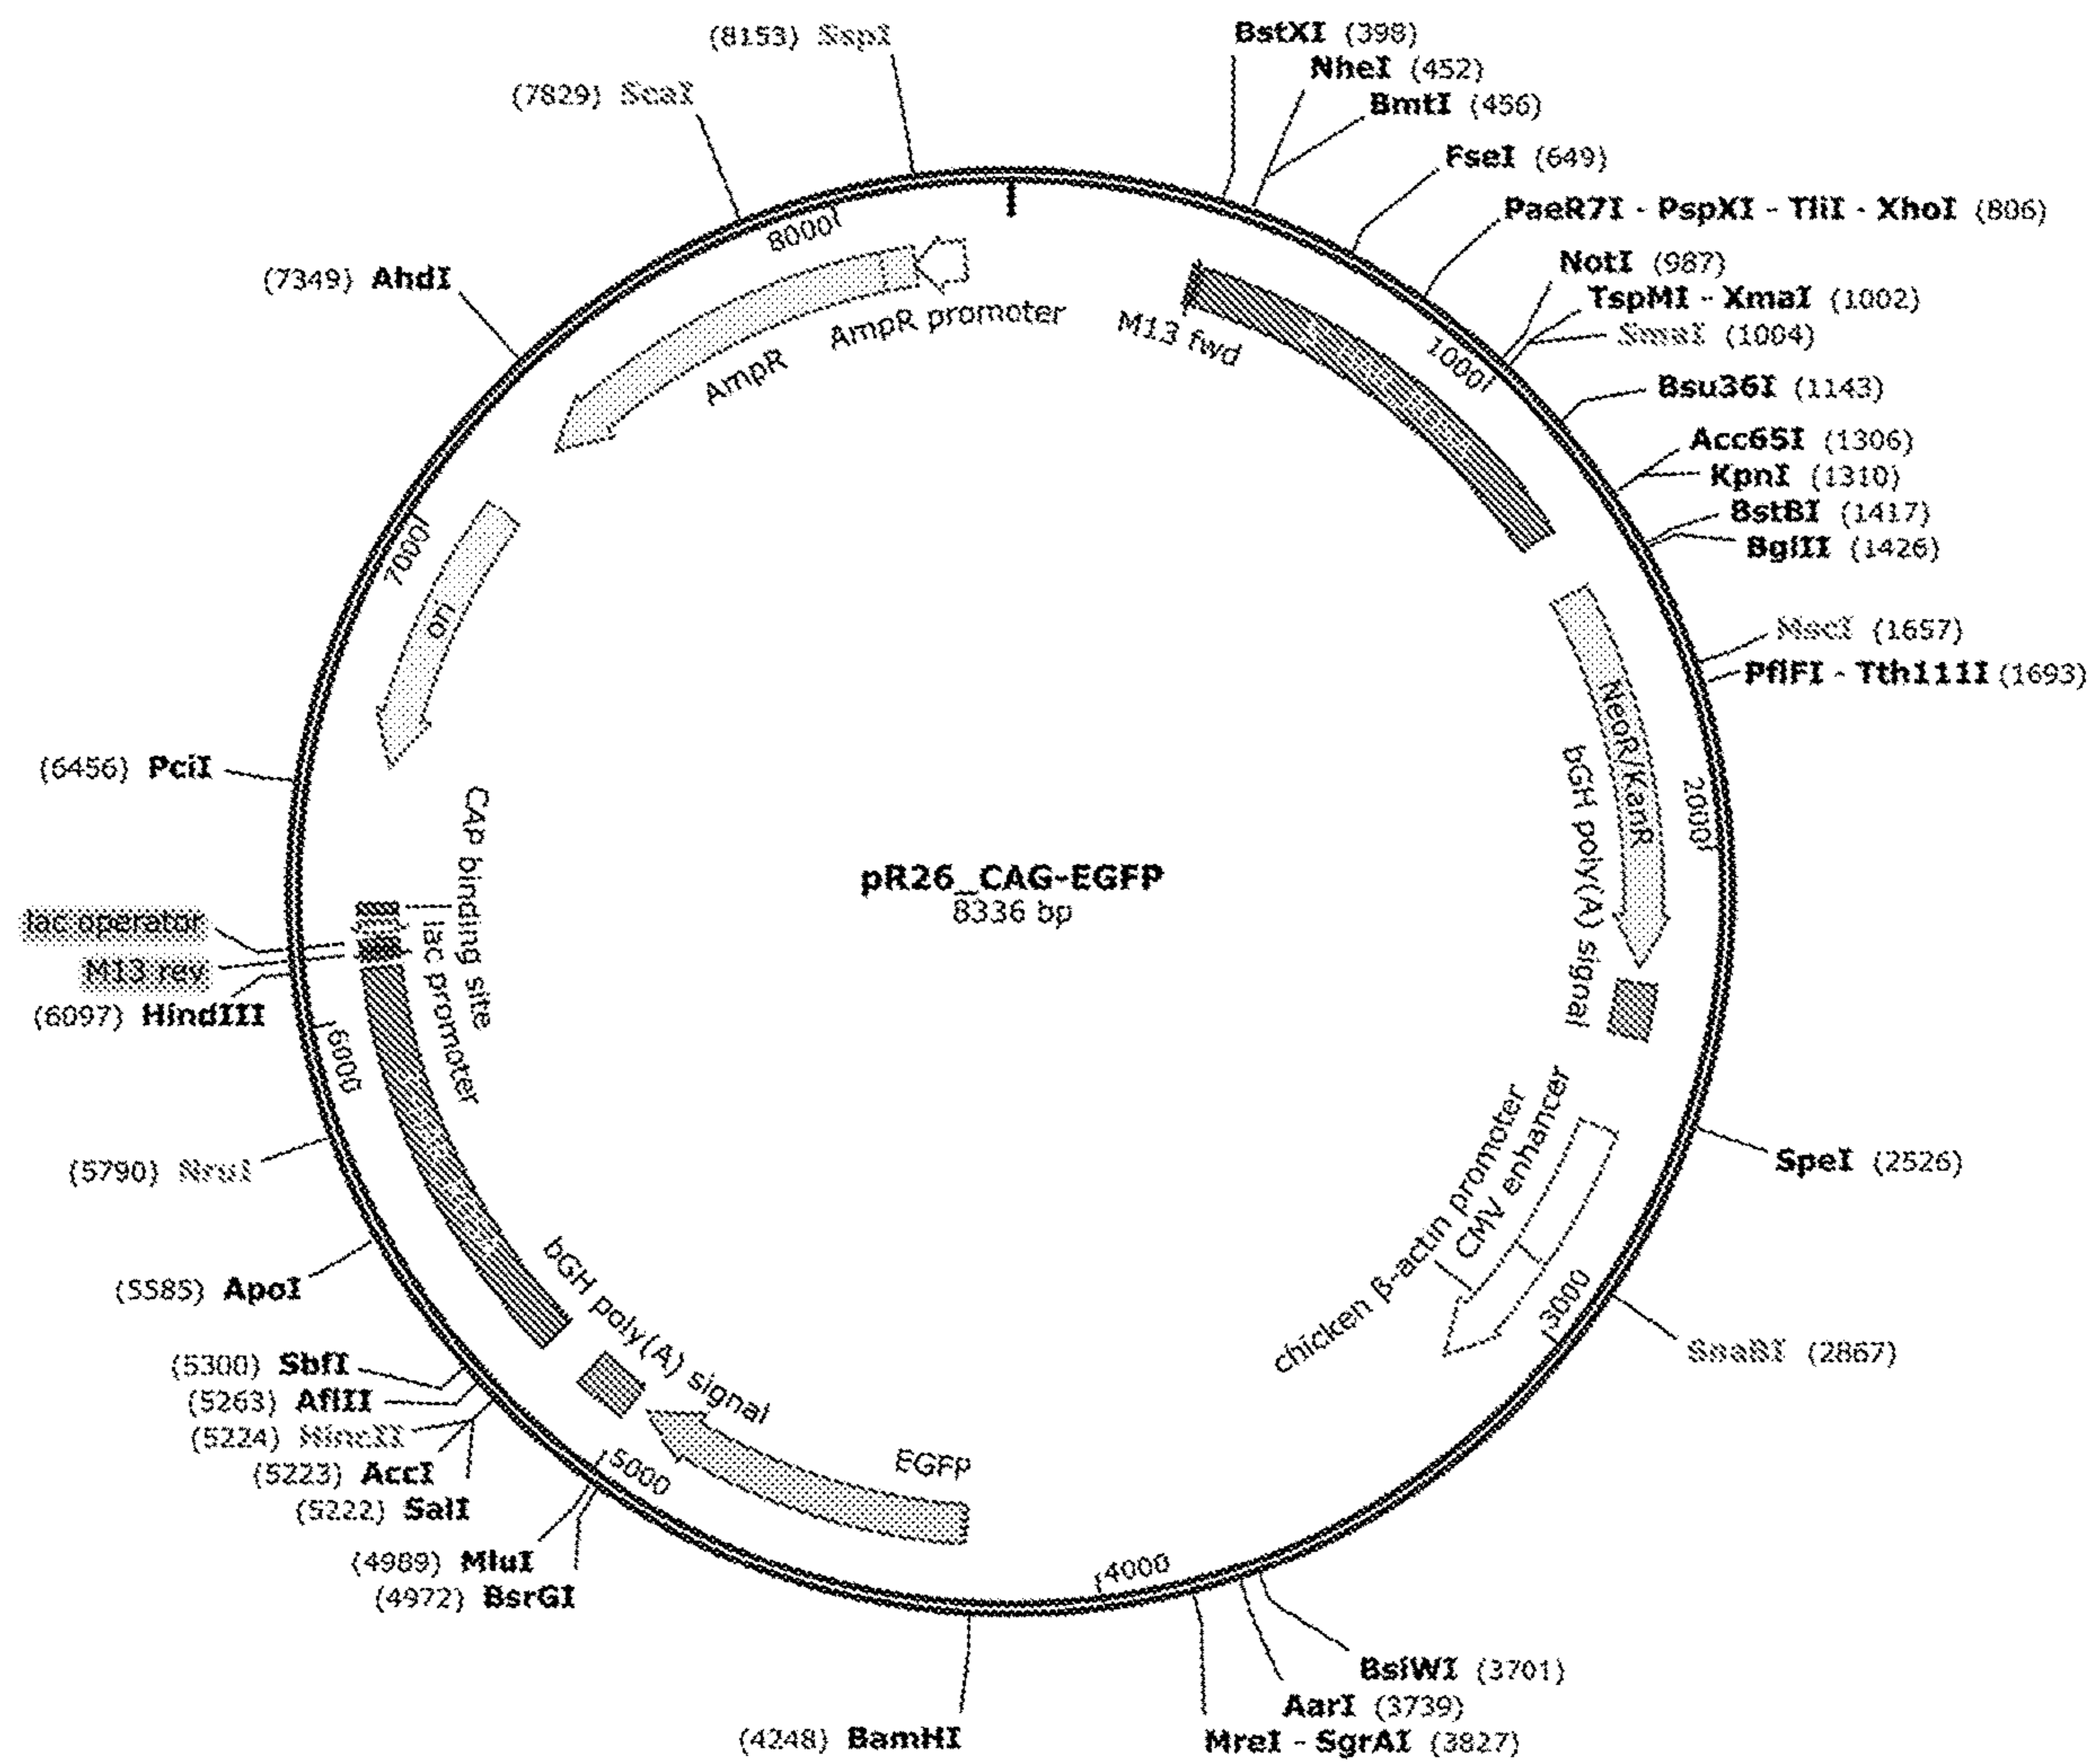 (8153) SspI
(7829) ScaI
(7349) AhdI
BstXI (398)
NheI (452)
BmtI (456)
FseI (649)
PaeR7I - PspXI - TliI - XhoI (806)
NotI (987)
TspMI - XmaI (1002)
SmaI (1004)
Bsu36I (1143)
Acc65I (1306)
KpnI (1310)
BstBI (1417)
BglII (1426)
MscI (1657)
PflFI - Tth111I (1693)
SpeI (2526)
SnaBI (2867)
BsiWI (3701)
AarI (3739)
MreI - SgrAI (3827)
(4248) BamHI
(4972) BsrGI
(4989) MluI
(5222) SalI
(5223) AccI
(5224) HincII
(5263) AflII
(5300) SbfI
(5585) ApoI
(5790) NruI
(6097) HindIII
M13 rev
lac operator
(6456) PciI
8000
1000
2000
3000
4000
5000
6000
7000
AmpR promoter
AmpR
M13 fwd
ori
NeoR/KanR
bGH poly(A) signal
CAP binding site
lac promoter
pR26_CAG-EGFP
8336 bp
CMV enhancer
chicken β-actin promoter
bGH poly(A) signal
EGFP